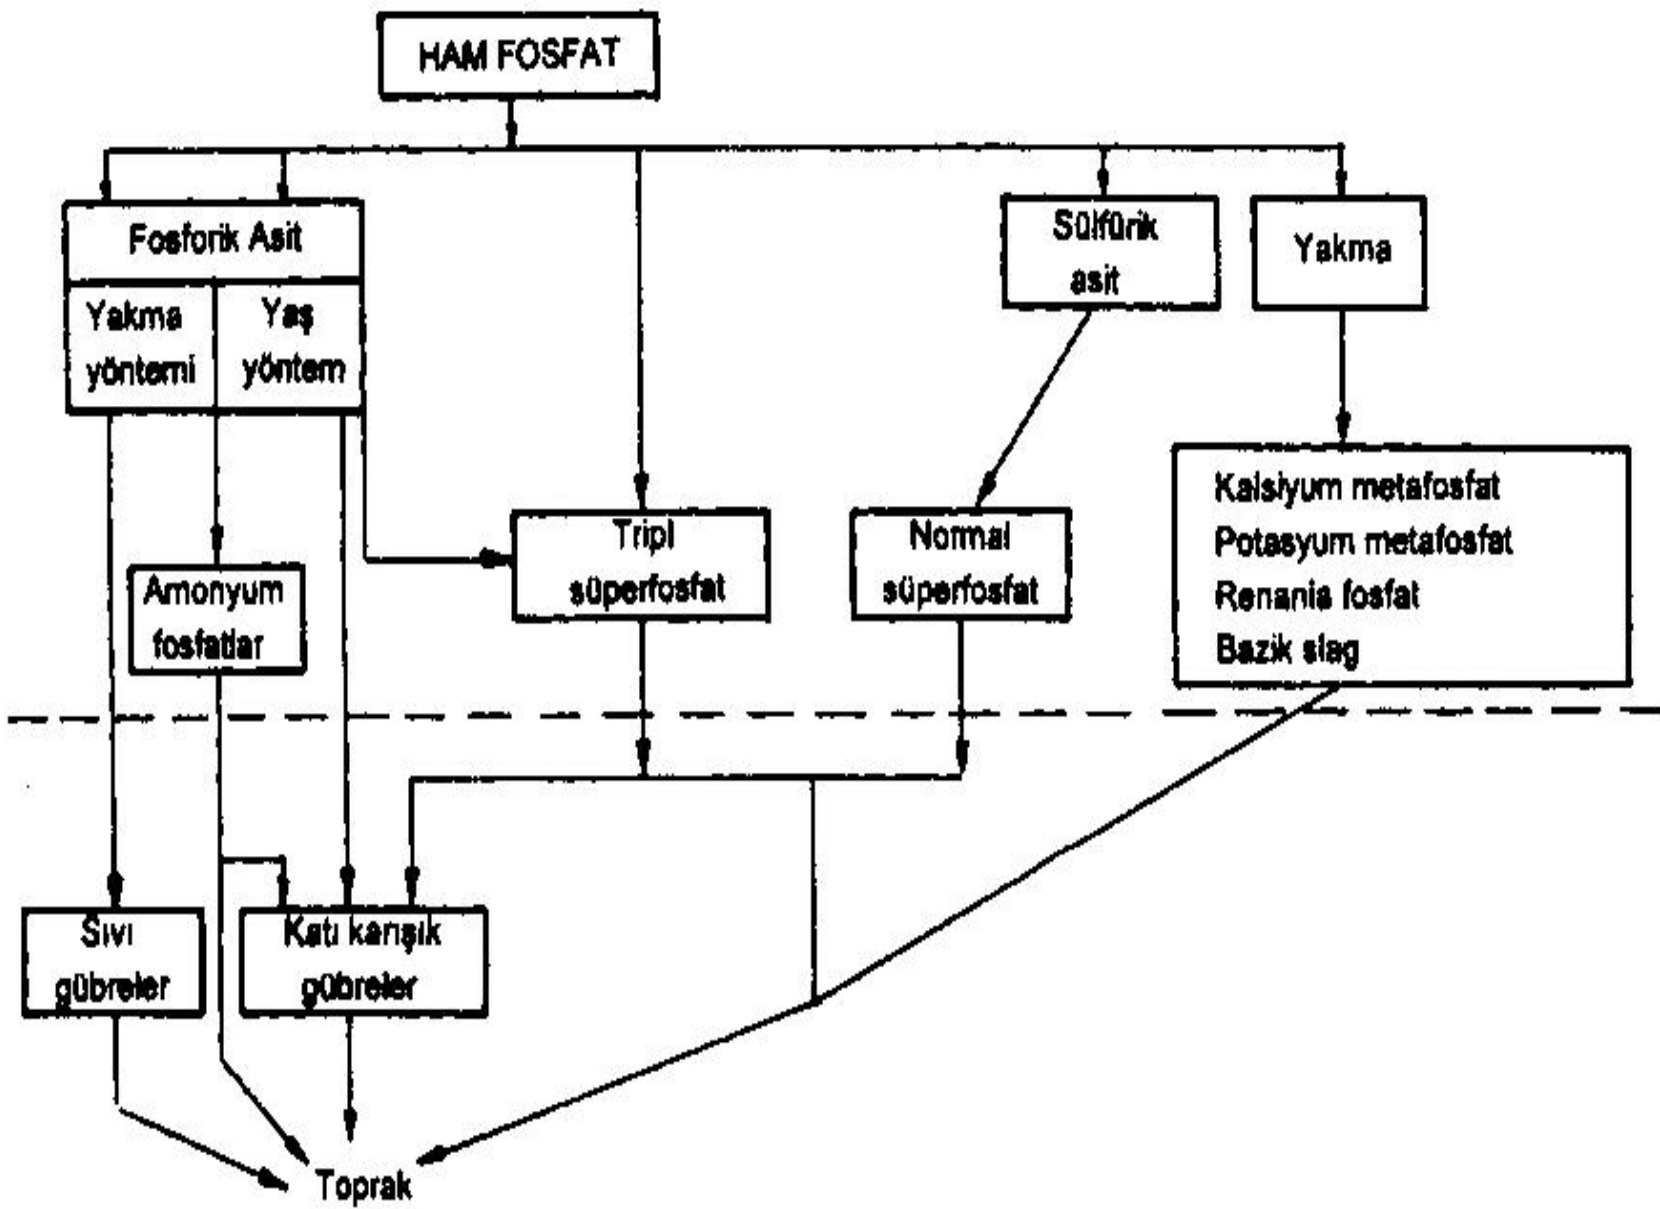 HAM FOSFAT
Fosforik Asit
Yakma
yöntemi
Yaş
yöntem
Sülfürik
asit
Yakma
Tripl
süperfosfat
Normal
süperfosfat
Kalsiyum metafosfat
Potasyum metafosfat
Renania fosfat
Bazik slag
Amonyum
fosfatlar
Sıvı
gübreler
Katı karışık
gübreler
Toprak